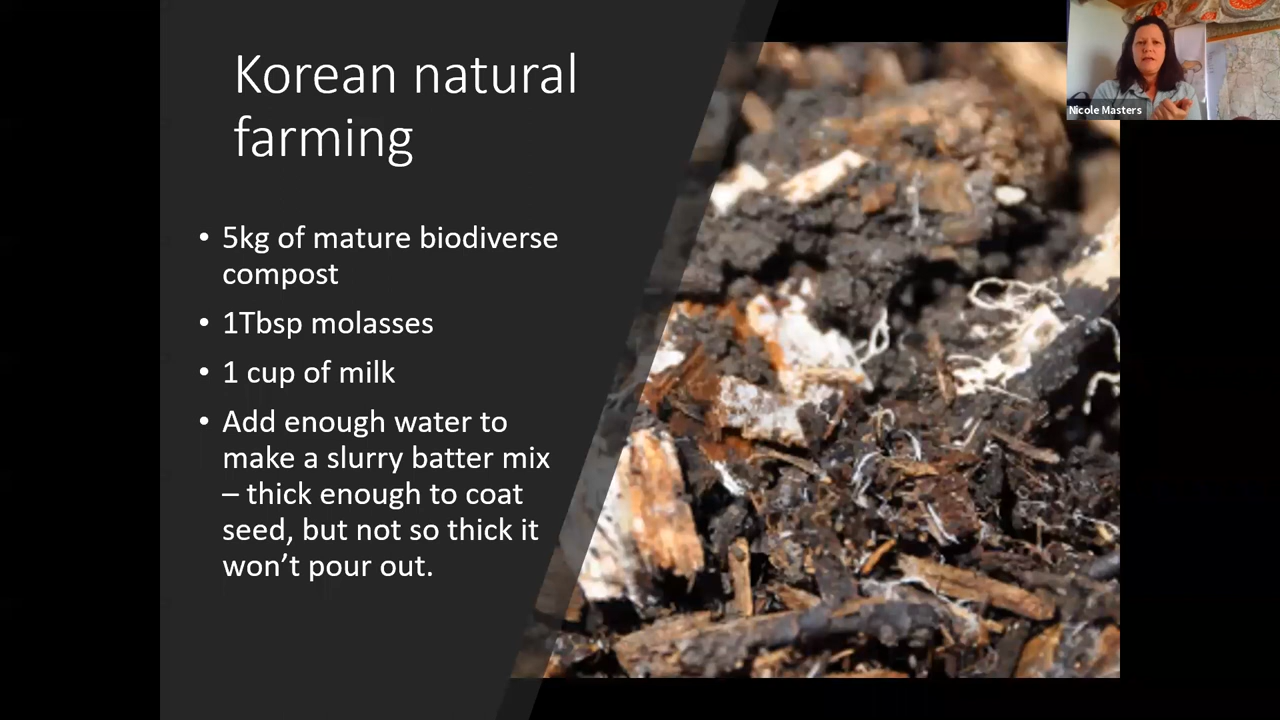 Korean natural
farming
• 5kg of mature biodiverse
compost
• 1Tbsp molasses
• 1 cup of milk
• Add enough water to
make a slurry batter mix
– thick enough to coat
seed, but not so thick it
won’t pour out.
Nicole Masters